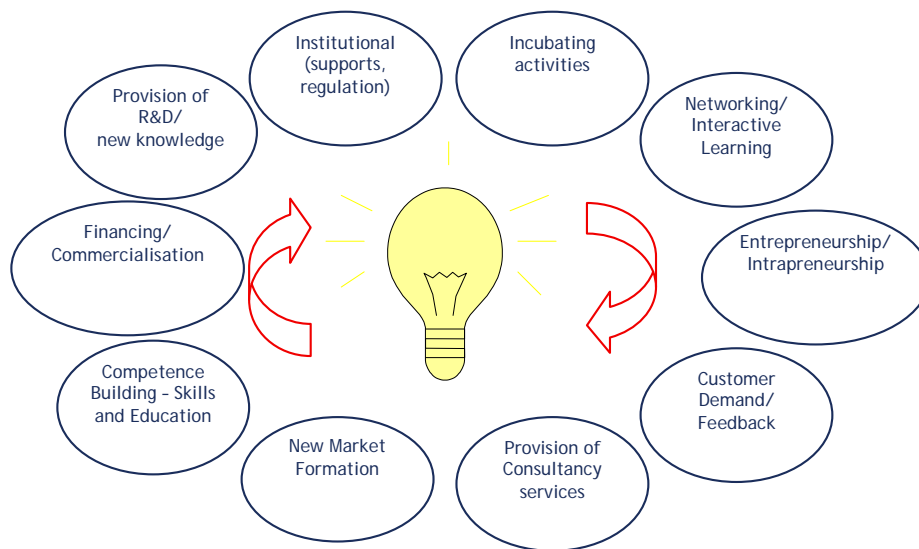 Institutional
(supports,
regulation)
Incubating
activities
Provision of
R&D/
new knowledge
Networking/
Interactive
Learning
Financing/
Commercialisation
Entrepreneurship/
Intrapreneurship
Competence
Building – Skills
and Education
Customer
Demand/
Feedback
New Market
Formation
Provision of
Consultancy
services